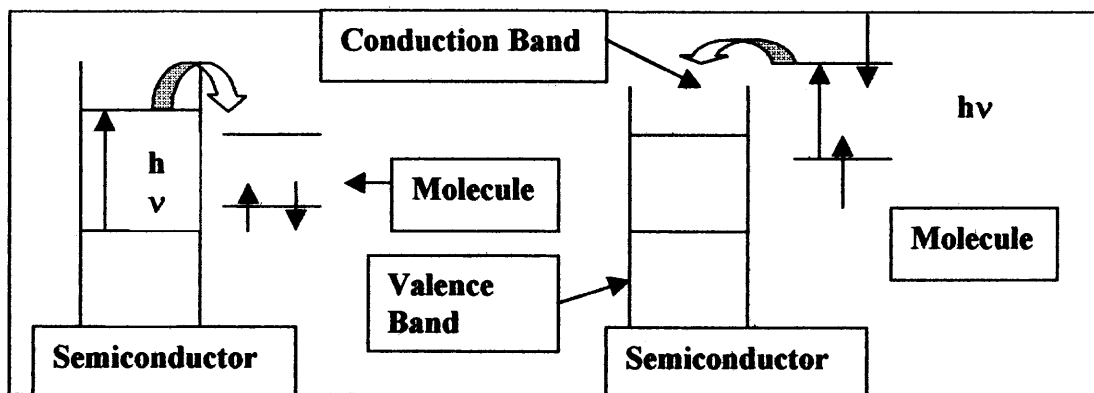 Conduction Band
h
ν
hν
Molecule
Molecule
Valence
Band
Semiconductor
Semiconductor